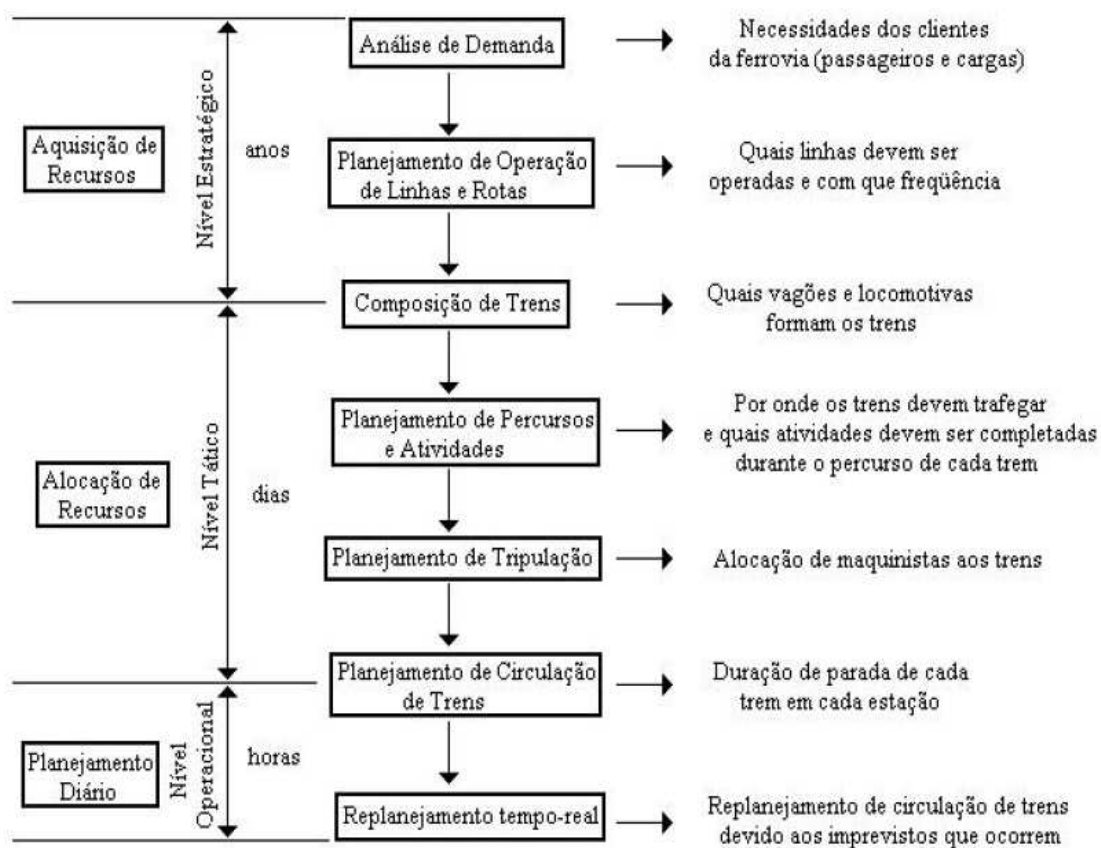 Análise de Demanda
Necessidades dos clientes
da ferrovia (passageiros e cargas)
Aquisição de
Recursos
Nível Estratégico
anos
Planejamento de Operação
de Linhas e Rotas
Quais linhas devem ser
operadas e com que freqüência
Composição de Trens
Quais vagões e locomotivas
formam os trens
Alocação de
Recursos
Nível Tático
dias
Planejamento de Percursos
e Atividades
Por onde os trens devem trafegar
e quais atividades devem ser completadas
durante o percurso de cada trem
Planejamento de Tripulação
Alocação de maquinistas aos trens
Planejamento de Circulação
de Trens
Duração de parada de cada
trem em cada estação
Planejamento
Diário
Nível
Operacional
horas
Replanejamento tempo-real
Replanejamento de circulação de trens
devido aos imprevistos que ocorrem